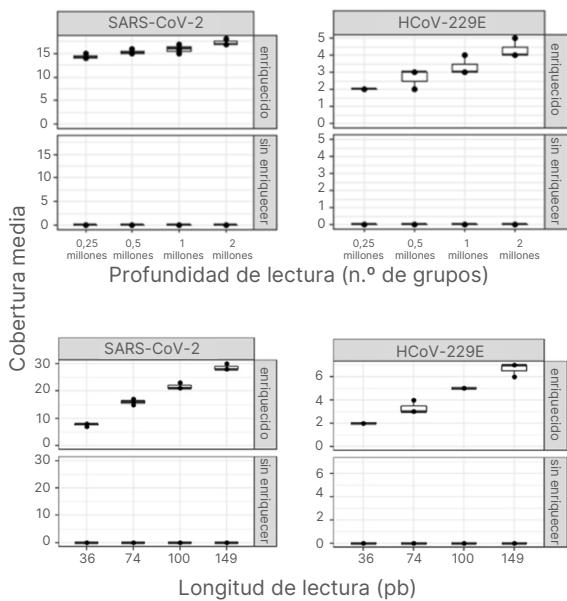 SARS-CoV-2
HCoV-229E
15
10
5
0
enriquecido
5
4
3
2
1
0
enriquecido
15
10
5
0
sin enriquecer
5
4
3
2
1
0
sin enriquecer
0,25 millones
0,5 millones
1 millones
2 millones
0,25 millones
0,5 millones
1 millones
2 millones
Profundidad de lectura (n.º de grupos)
Cobertura media
SARS-CoV-2
HCoV-229E
30
20
10
0
enriquecido
6
4
2
0
enriquecido
30
20
10
0
sin enriquecer
6
4
2
0
sin enriquecer
36 74 100 149
36 74 100 149
Longitud de lectura (pb)